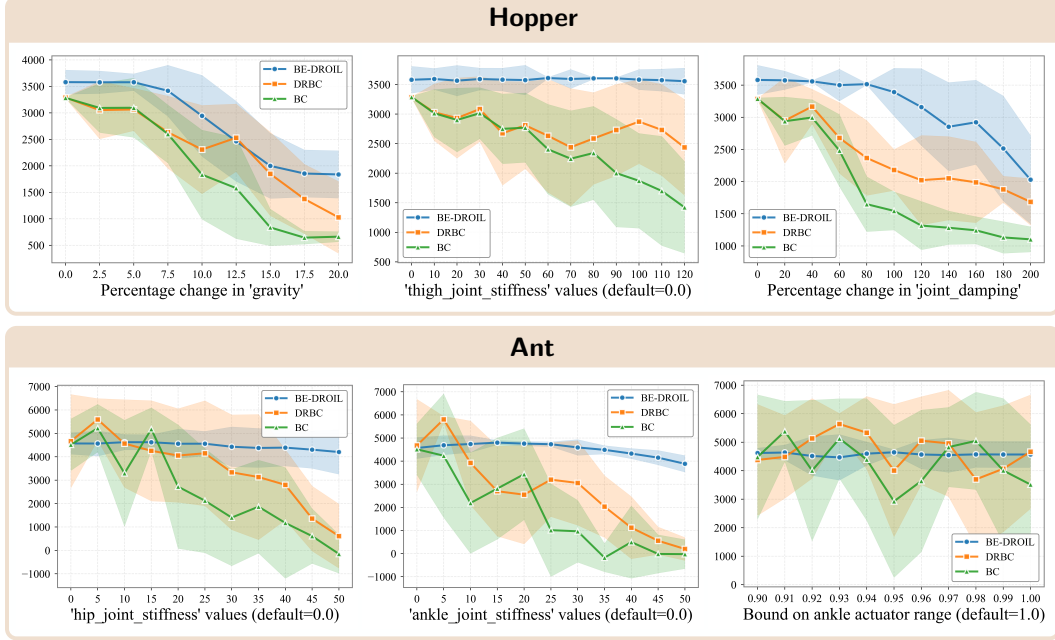 Hopper
4000
3500
3000
2500
2000
1500
1000
500
BE-DROIL
DRBC
BC
0.0 2.5 5.0 7.5 10.0 12.5 15.0 17.5 20.0
Percentage change in 'gravity'
3500
3000
2500
2000
1500
1000
500
BE-DROIL
DRBC
BC
0 10 20 30 40 50 60 70 80 90 100 110 120
'thigh_joint_stiffness' values (default=0.0)
3500
3000
2500
2000
1500
1000
BE-DROIL
DRBC
BC
0 20 40 60 80 100 120 140 160 180 200
Percentage change in 'joint_damping'
Ant
7000
6000
5000
4000
3000
2000
1000
0
−1000
BE-DROIL
DRBC
BC
0 5 10 15 20 25 30 35 40 45 50
'hip_joint_stiffness' values (default=0.0)
7000
6000
5000
4000
3000
2000
1000
0
−1000
BE-DROIL
DRBC
BC
0 5 10 15 20 25 30 35 40 45 50
'ankle_joint_stiffness' values (default=0.0)
7000
6000
5000
4000
3000
2000
1000
0
BE-DROIL
DRBC
BC
0.90 0.91 0.92 0.93 0.94 0.95 0.96 0.97 0.98 0.99 1.00
Bound on ankle actuator range (default=1.0)